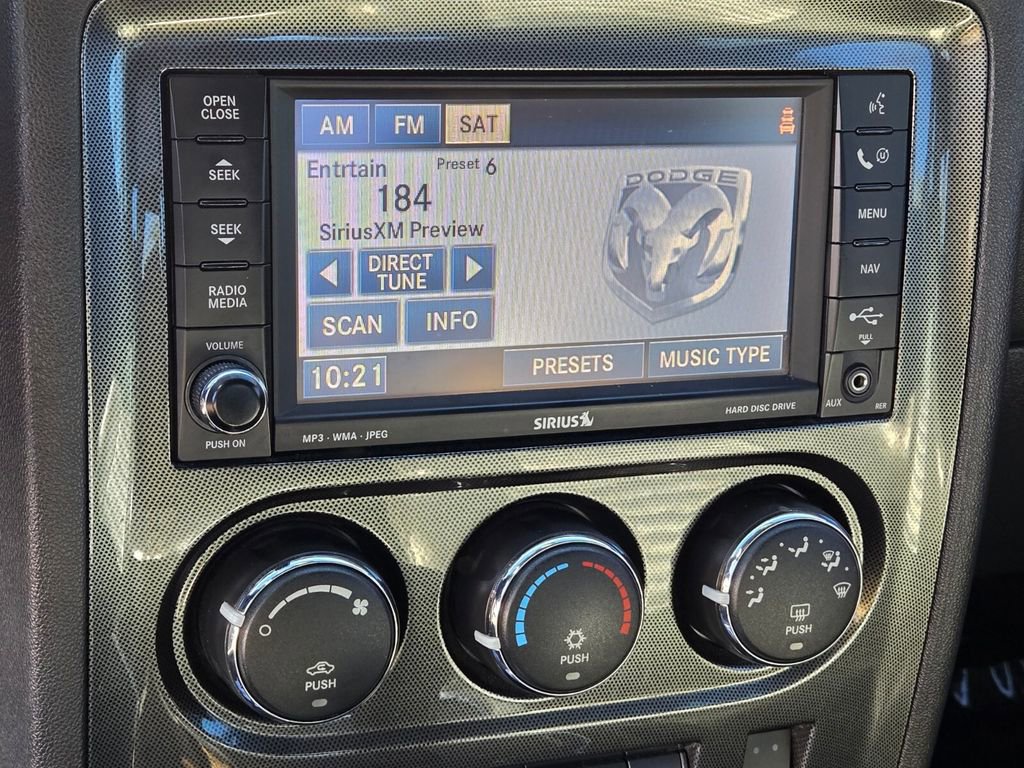 OPEN
CLOSE
SEEK
SEEK
RADIO
MEDIA
VOLUME
PUSH ON
AM FM SAT
Entrtain Preset 6
184
SiriusXM Preview
DIRECT
TUNE
SCAN INFO
10:21 PRESETS MUSIC TYPE
DODGE
MP3 · WMA · JPEG SIRIUS HARD DISC DRIVE
MENU
NAV
PULL
AUX RER
PUSH
PUSH
PUSH